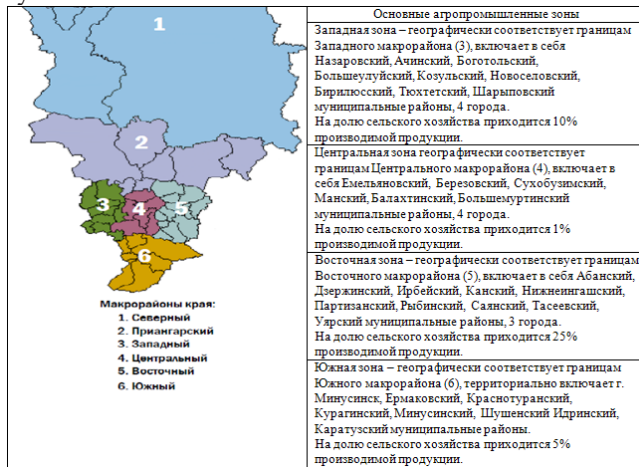 1
2
3
4
5
6
Макрорайоны края:
1. Северный
2. Приангарский
3. Западный
4. Центральный
5. Восточный
6. Южный
Основные агропромышленные зоны
Западная зона – географически соответствует границам
Западного макрорайона (3), включает в себя
Назаровский, Ачинский, Боготольский,
Большеулуйский, Козульский, Новоселовский,
Бирилюсский, Тюхтетский, Шарыповский
муниципальные районы, 4 города.
На долю сельского хозяйства приходится 10%
производимой продукции.
Центральная зона географически соответствует
границам Центрального макрорайона (4), включает в
себя Емельяновский, Березовский, Сухобузимский,
Манский, Балахтинский, Большемуртинский
муниципальные районы, 4 города.
На долю сельского хозяйства приходится 1%
производимой продукции.
Восточная зона – географически соответствует границам
Восточного макрорайона (5), включает в себя Абанский,
Дзержинский, Ирбейский, Канский, Нижнеингашский,
Партизанский, Рыбинский, Саянский, Тасеевский,
Уярский муниципальные районы, 3 города.
На долю сельского хозяйства приходится 25%
производимой продукции.
Южная зона – географически соответствует границам
Южного макрорайона (6), территориально включает г.
Минусинск, Ермаковский, Краснотуранский,
Курагинский, Минусинский, Шушенский Идринский,
Каратузский муниципальные районы.
На долю сельского хозяйства приходится 5%
производимой продукции.